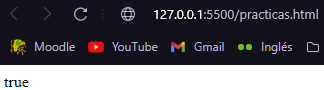 127.0.0.1:5500/practicas.html
Moodle YouTube Gmail Inglés
true